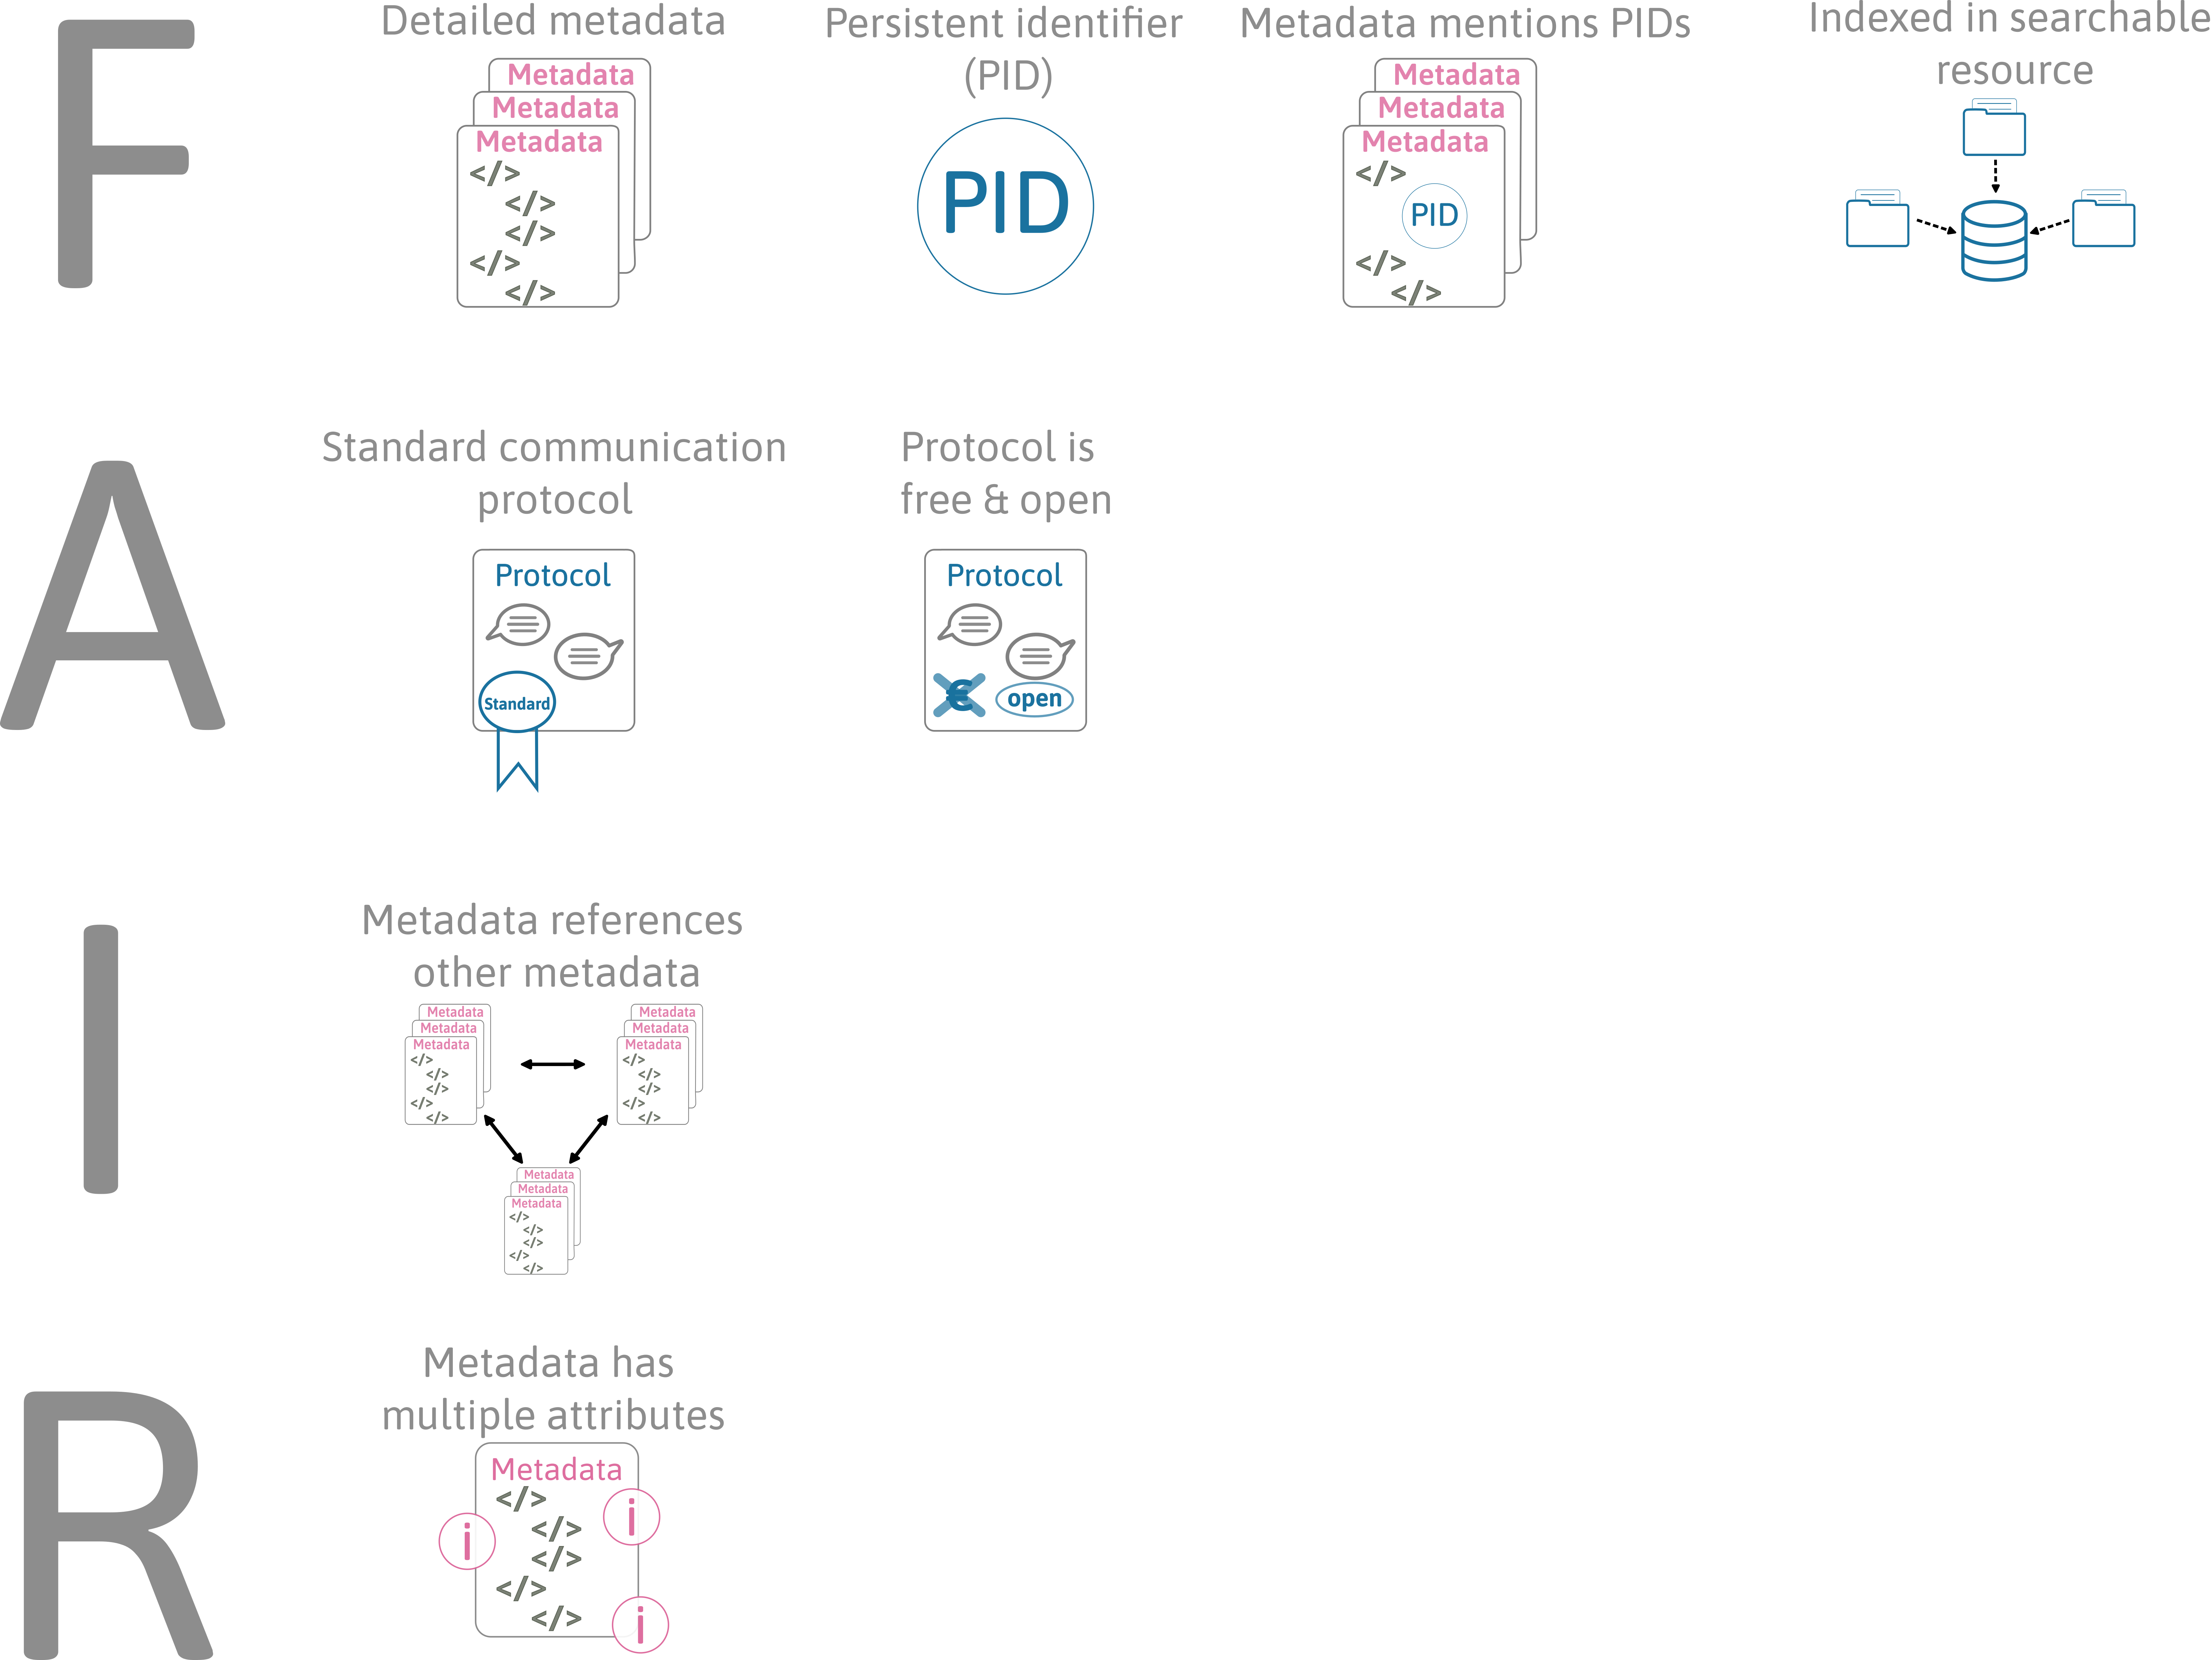 F
Detailed metadata
Metadata
Metadata
Metadata
</>
</>
</>
</>
</>
Persistent identifier
(PID)
PID
Metadata mentions PIDs
Metadata
Metadata
Metadata
</>
PID
</>
</>
Indexed in searchable
resource
A
Standard communication
protocol
Protocol
Standard
Protocol is
free & open
Protocol
€
open
I
Metadata references
other metadata
Metadata
Metadata
Metadata
</>
</>
</>
</>
</>
Metadata
Metadata
Metadata
</>
</>
</>
</>
</>
Metadata
Metadata
Metadata
</>
</>
</>
</>
</>
R
Metadata has
multiple attributes
Metadata
</>
i
</>
i
</>
</>
</>
i